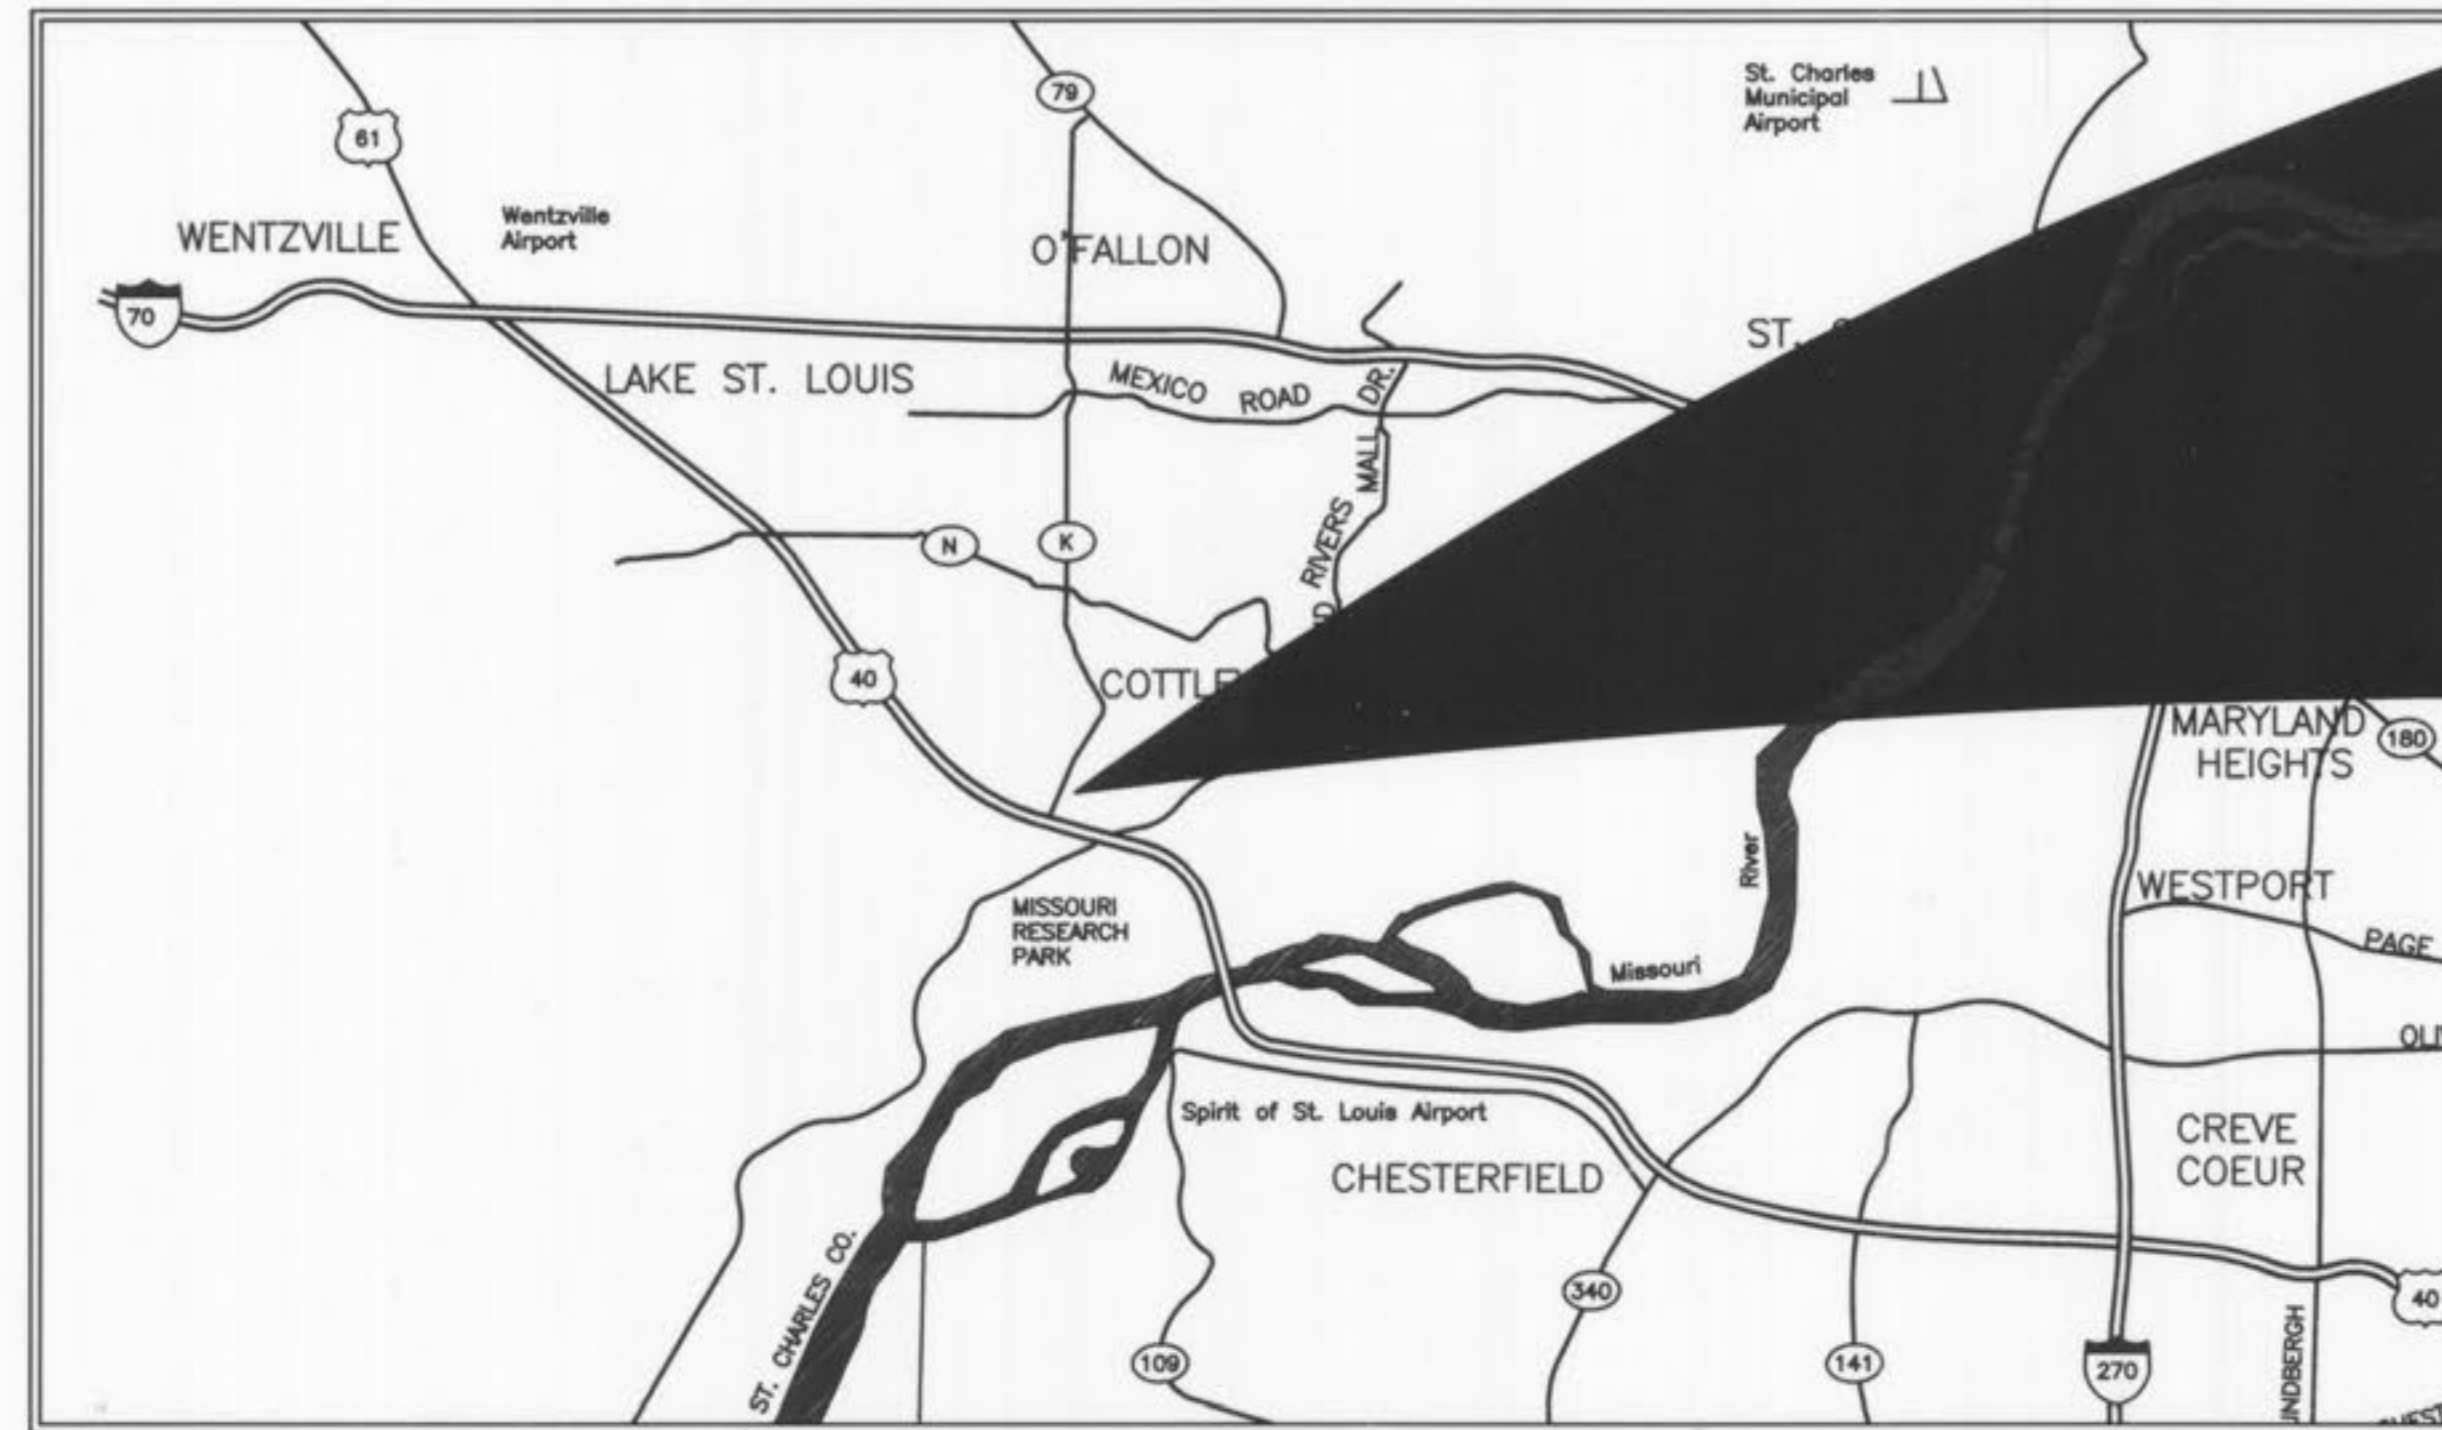 79
St. Charles
Municipal
Airport
61
Wentzville
Airport
WENTZVILLE
O'FALLON
70
ST.
LAKE ST. LOUIS
MEXICO ROAD
DR.
MALL
RIVERS
N
K
40
COTTLE
MARYLAND
HEIGHTS
180
River
WESTPORT
MISSOURI
RESEARCH
PARK
PAGE
Missouri
Spirit of St. Louis Airport
CREVE
COEUR
CHESTERFIELD
ST. CHARLES CO.
340
40
109
141
270
INDBERGH